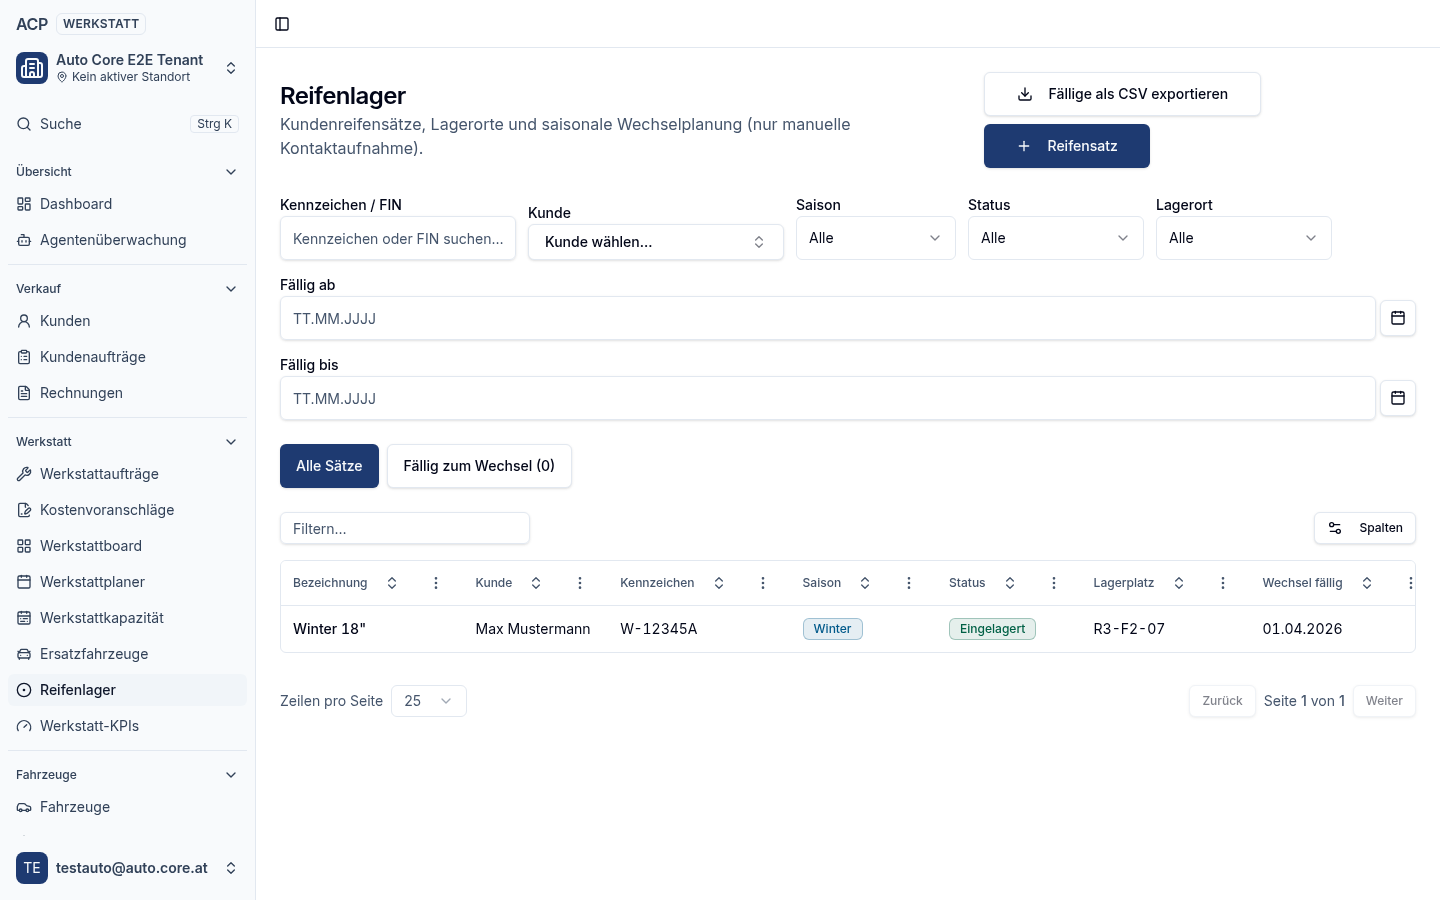 ACP WERKSTATT
Auto Core E2E Tenant
Kein aktiver Standort
Suche Strg K
Übersicht
Dashboard
Agentenüberwachung
Verkauf
Kunden
Kundenaufträge
Rechnungen
Werkstatt
Werkstattaufträge
Kostenvoranschläge
Werkstattboard
Werkstattplaner
Werkstattkapazität
Ersatzfahrzeuge
Reifenlager
Werkstatt-KPIs
Fahrzeuge
Fahrzeuge
TE testauto@auto.core.at
Reifenlager
Kundenreifensätze, Lagerorte und saisonale Wechselplanung (nur manuelle
Kontaktaufnahme).
Fällige als CSV exportieren
Reifensatz
Kennzeichen / FIN Kunde Saison Status Lagerort
Kennzeichen oder FIN suchen... Kunde wählen... Alle Alle Alle
Fällig ab
TT.MM.JJJJ
Fällig bis
TT.MM.JJJJ
Alle Sätze Fällig zum Wechsel (0)
Filtern... Spalten
Bezeichnung Kunde Kennzeichen Saison Status Lagerplatz Wechsel fällig
Winter 18" Max Mustermann W-12345A Winter Eingelagert R3-F2-07 01.04.2026
Zeilen pro Seite 25 Zurück Seite 1 von 1 Weiter